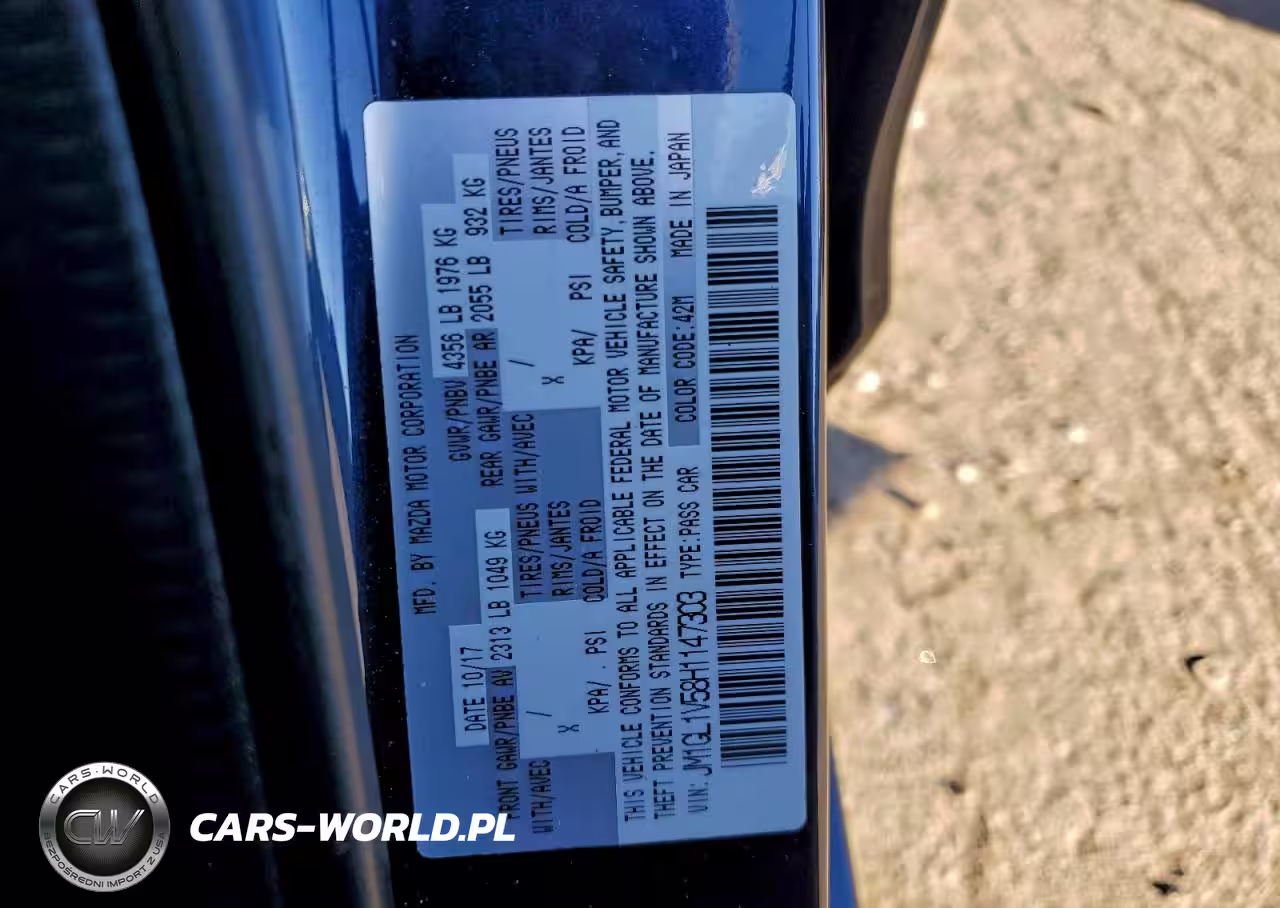 MFD. BY MAZDA MOTOR CORPORATION
DATE 10/17 GVWR/PNBV 4356 LB 1976 KG
FRONT GAWR/PNBE AV 2313 LB 1049 KG REAR GAWR/PNBE AR 2055 LB 932 KG
WITH/AVEC X / TIRES/PNEUS WITH/AVEC X / TIRES/PNEUS
RIMS/JANTES RIMS/JANTES
KPA/ . PSI COLD/A FROID KPA/ PSI COLD/A FROID
THIS VEHICLE CONFORMS TO ALL APPLICABLE FEDERAL MOTOR VEHICLE SAFETY, BUMPER, AND
THEFT PREVENTION STANDARDS IN EFFECT ON THE DATE OF MANUFACTURE SHOWN ABOVE.
VIN: JM1GL1V58H1147303 TYPE: PASS CAR COLOR CODE: 42M MADE IN JAPAN
CARS-WORLD
CW
BEZPOŚREDNI IMPORT Z USA
CARS-WORLD.PL